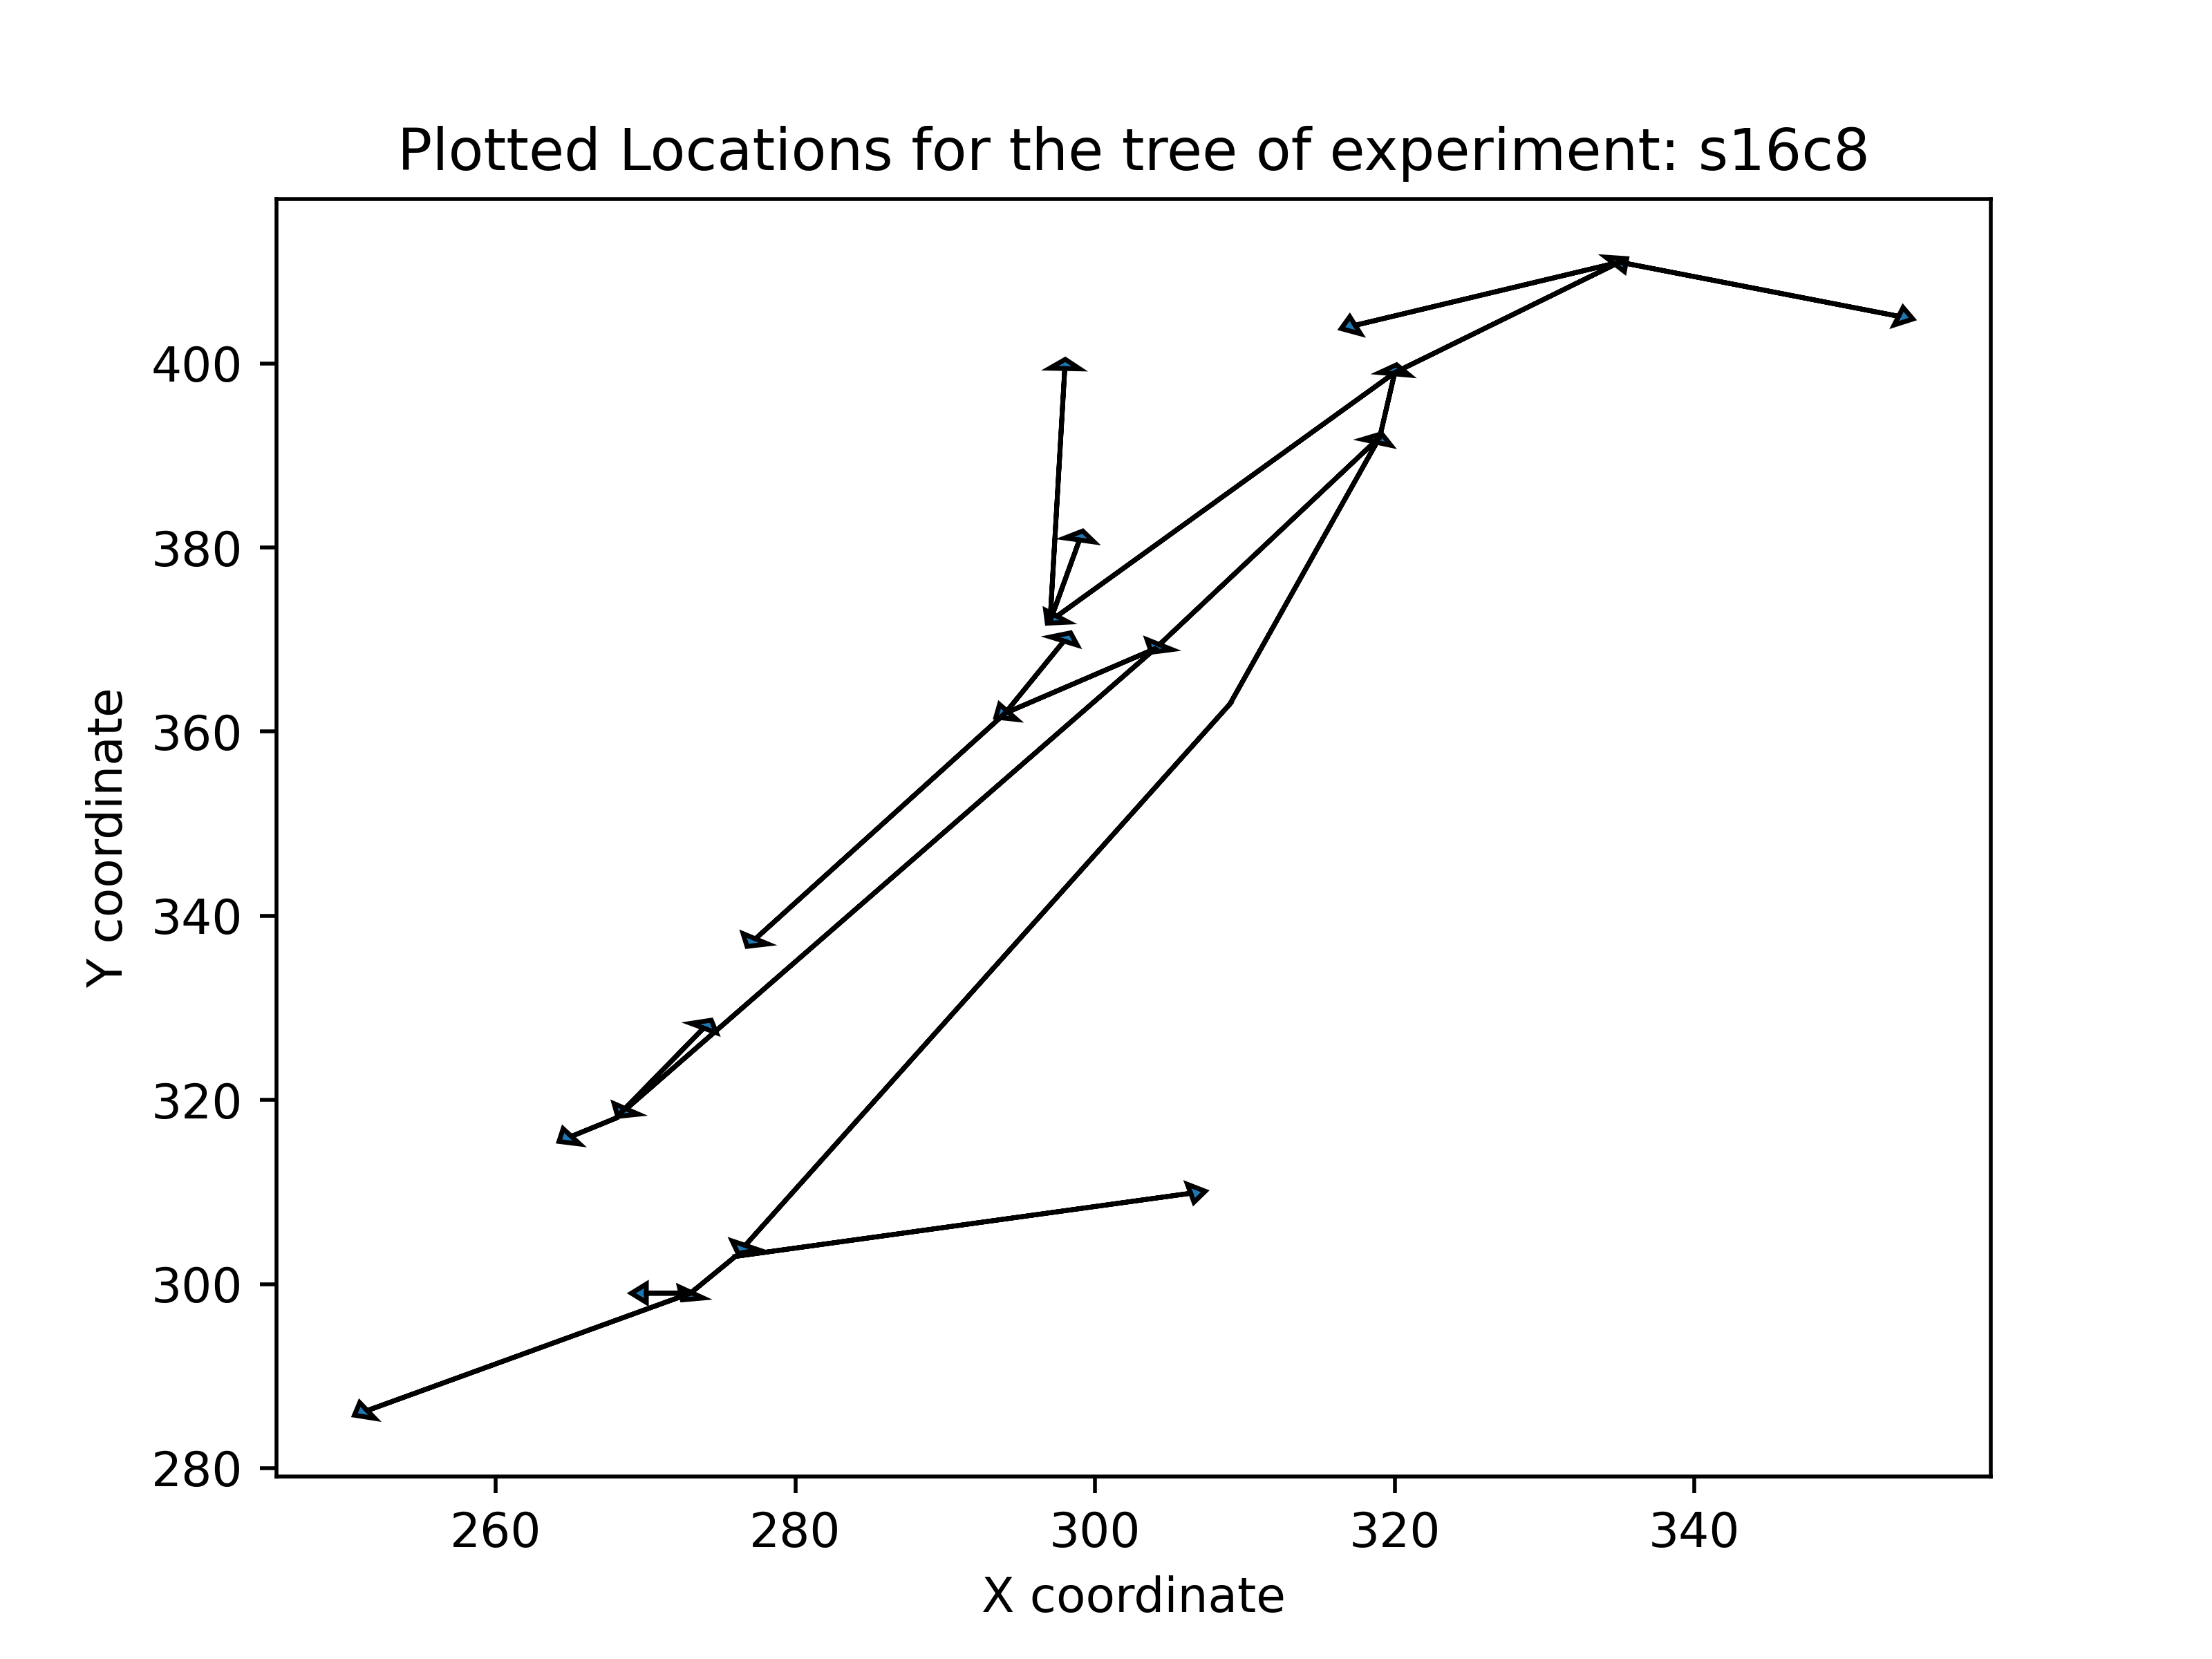 Plotted Locations for the tree of experiment: s16c8
400
380
360
340
320
300
280
Y coordinate
260 280 300 320 340
X coordinate